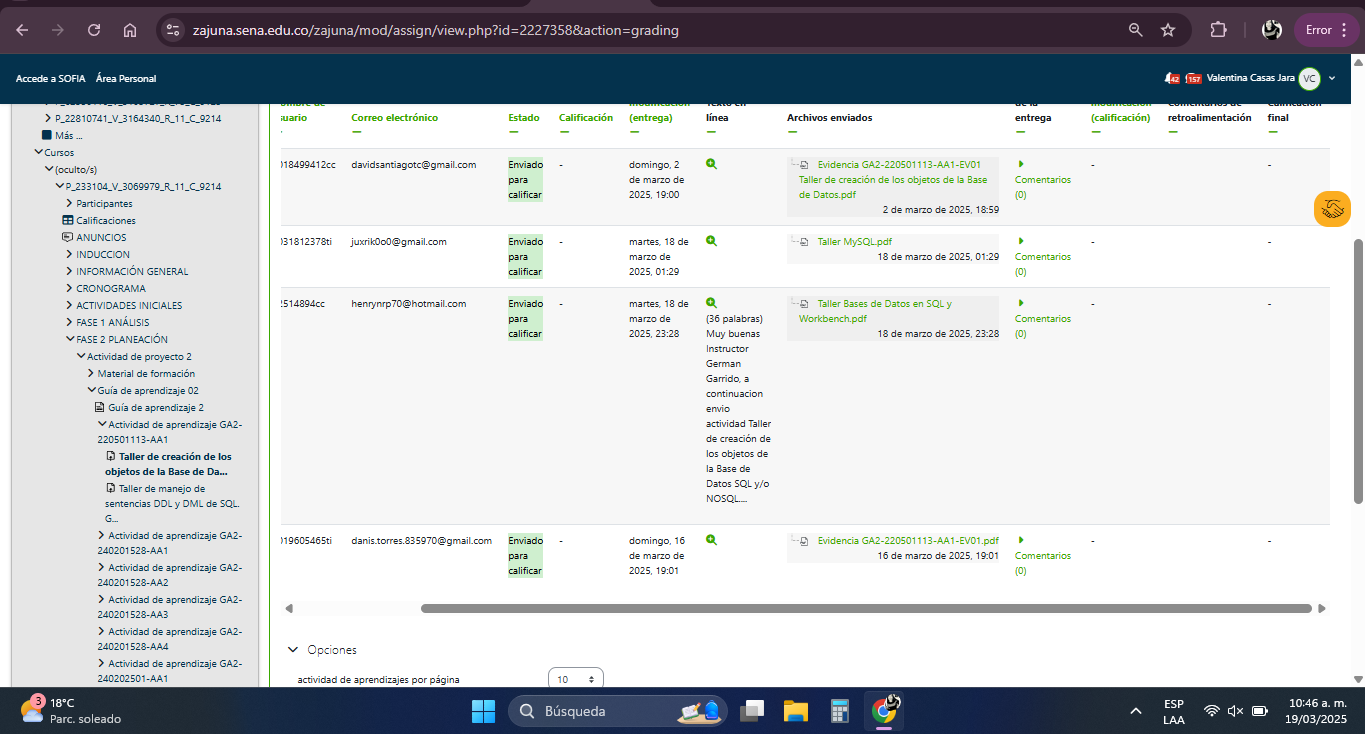 zajuna.sena.edu.co/zajuna/mod/assign/view.php?id=2227358&action=grading
Error
Accede a SOFIA Área Personal
42 157 Valentina Casas Jara VC
P_22810741_V_3164340_R_11_C_9214
Más ...
Cursos
(oculto/s)
P_233104_V_3069979_R_11_C_9214
Participantes
Calificaciones
ANUNCIOS
INDUCCION
INFORMACIÓN GENERAL
CRONOGRAMA
ACTIVIDADES INICIALES
FASE 1 ANÁLISIS
FASE 2 PLANEACIÓN
Actividad de proyecto 2
Material de formación
Guía de aprendizaje 02
Guía de aprendizaje 2
Actividad de aprendizaje GA2-
220501113-AA1
Taller de creación de los
objetos de la Base de Da...
Taller de manejo de
sentencias DDL y DML de SQL.
G...
Actividad de aprendizaje GA2-
240201528-AA1
Actividad de aprendizaje GA2-
240201528-AA2
Actividad de aprendizaje GA2-
240201528-AA3
Actividad de aprendizaje GA2-
240201528-AA4
Actividad de aprendizaje GA2-
240202501-AA1
suario
Correo electrónico
Estado
Calificación
modificación
(entrega)
Texto en
línea
Archivos enviados
de la
entrega
modificación
(calificación)
Comentarios de
retroalimentación
Calificación
final
018499412cc
davidsantiagotc@gmail.com
Enviado
para
calificar
-
domingo, 2
de marzo de
2025, 19:00
Evidencia GA2-220501113-AA1-EV01
Taller de creación de los objetos de la Base
de Datos.pdf
2 de marzo de 2025, 18:59
Comentarios
(0)
-
-
031812378ti
juxrik0o0@gmail.com
Enviado
para
calificar
-
martes, 18 de
marzo de
2025, 01:29
Taller MySQL.pdf
18 de marzo de 2025, 01:29
Comentarios
(0)
-
-
2514894cc
henrynrp70@hotmail.com
Enviado
para
calificar
-
martes, 18 de
marzo de
2025, 23:28
(36 palabras)
Muy buenas
Instructor
German
Garrido, a
continuacion
envio
actividad Taller
de creación de
los objetos de
la Base de
Datos SQL y/o
NOSQL....
Taller Bases de Datos en SQL y
Workbench.pdf
18 de marzo de 2025, 23:28
Comentarios
(0)
-
-
019605465ti
danis.torres.835970@gmail.com
Enviado
para
calificar
-
domingo, 16
de marzo de
2025, 19:01
Evidencia GA2-220501113-AA1-EV01.pdf
16 de marzo de 2025, 19:01
Comentarios
(0)
-
-
Opciones
actividad de aprendizajes por página
10
3
18°C
Parc. soleado
Búsqueda
ESP
LAA
10:46 a. m.
19/03/2025